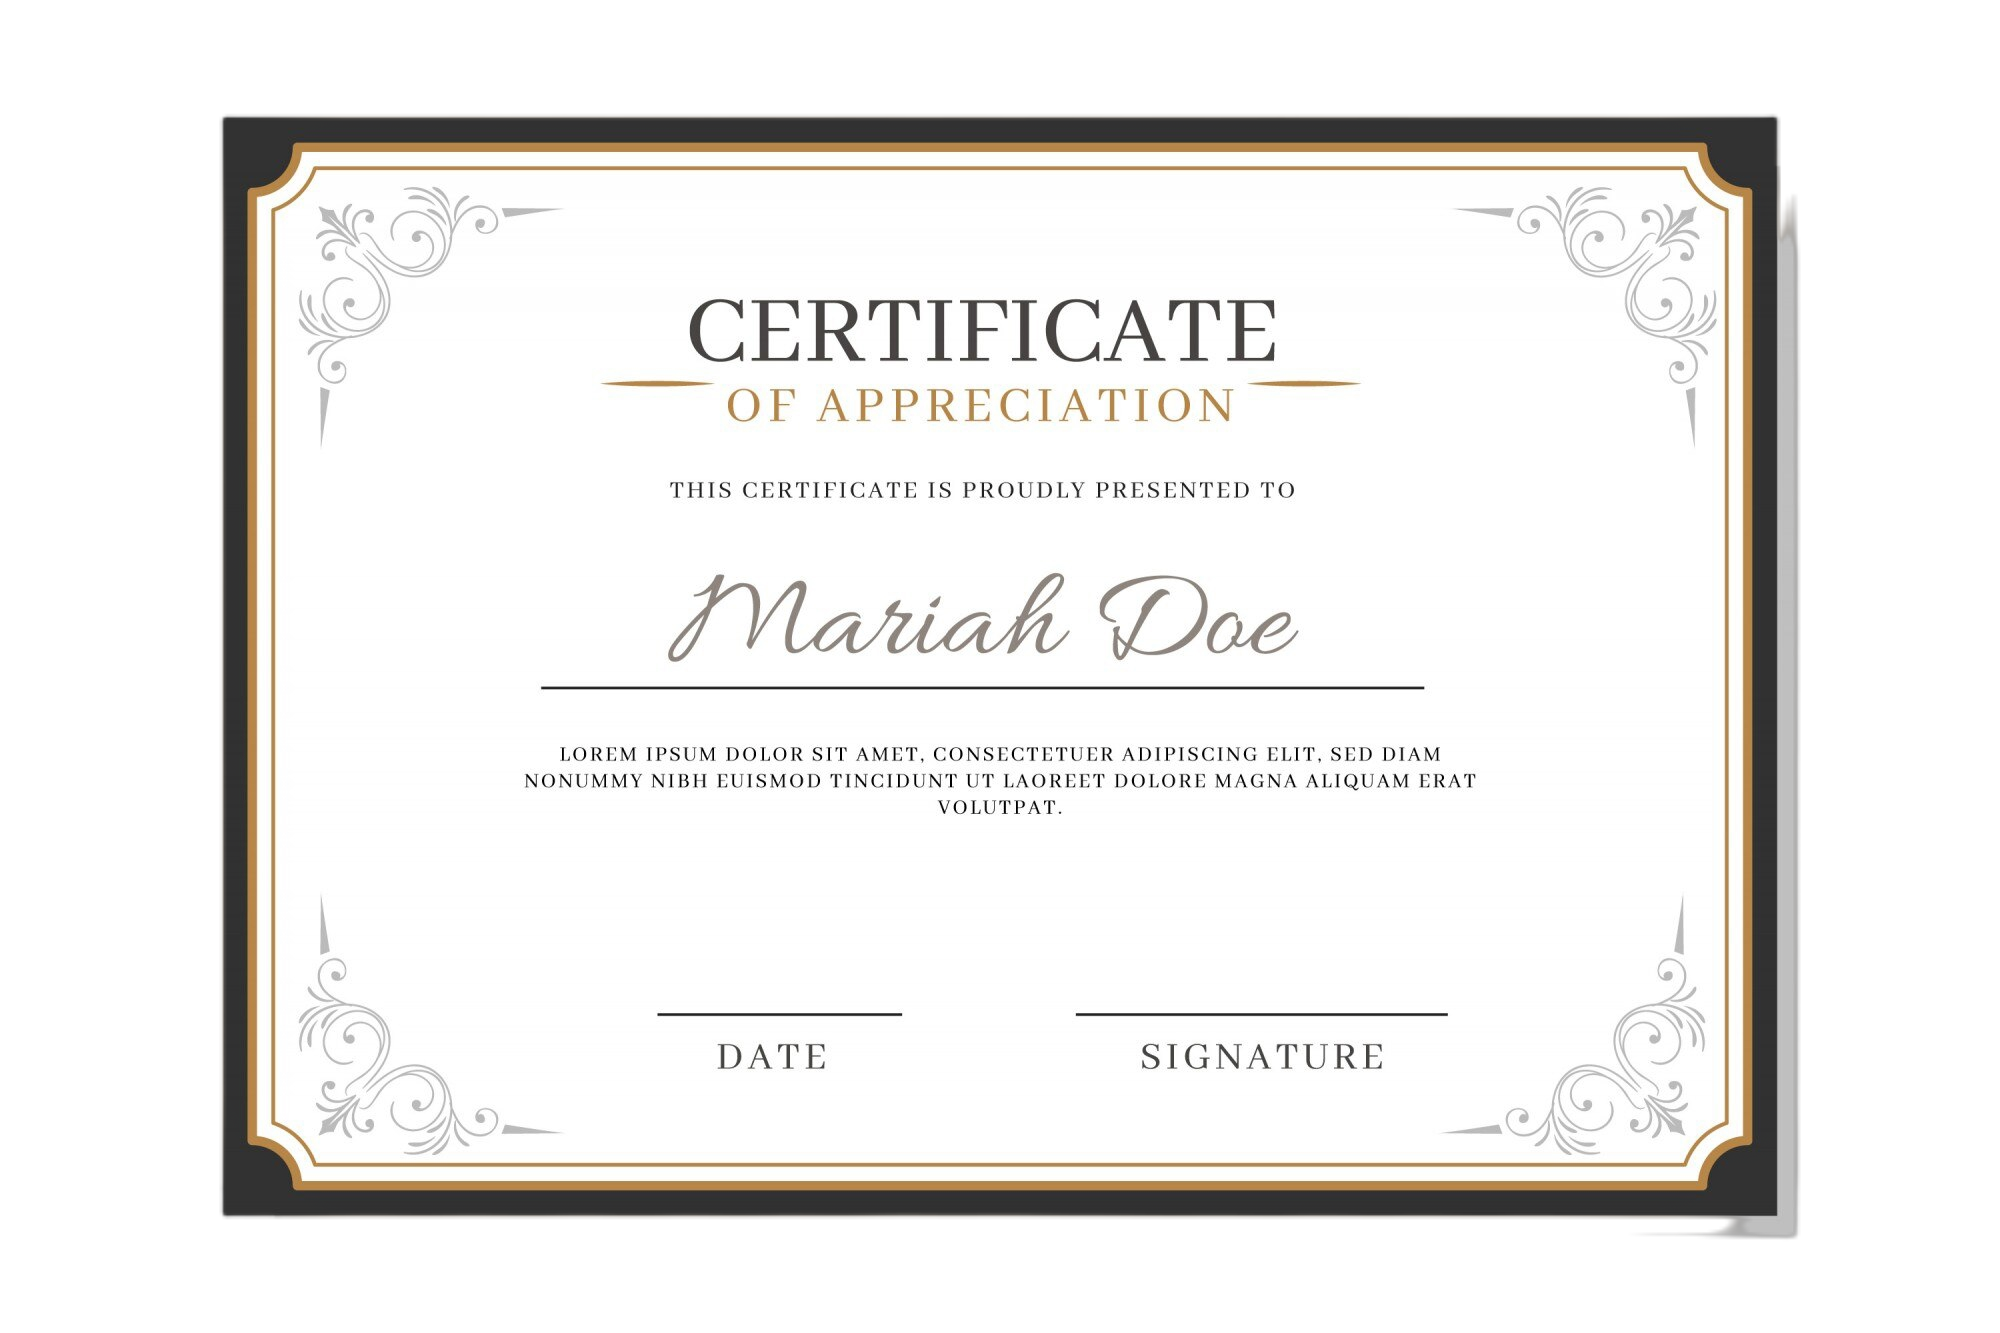 CERTIFICATE
OF APPRECIATION
THIS CERTIFICATE IS PROUDLY PRESENTED TO
Mariah Doe
LOREM IPSUM DOLOR SIT AMET, CONSECTETUER ADIPISCING ELIT, SED DIAM
NONUMMY NIBH EUISMOD TINCIDUNT UT LAOREET DOLORE MAGNA ALIQUAM ERAT
VOLUTPAT.
DATE SIGNATURE